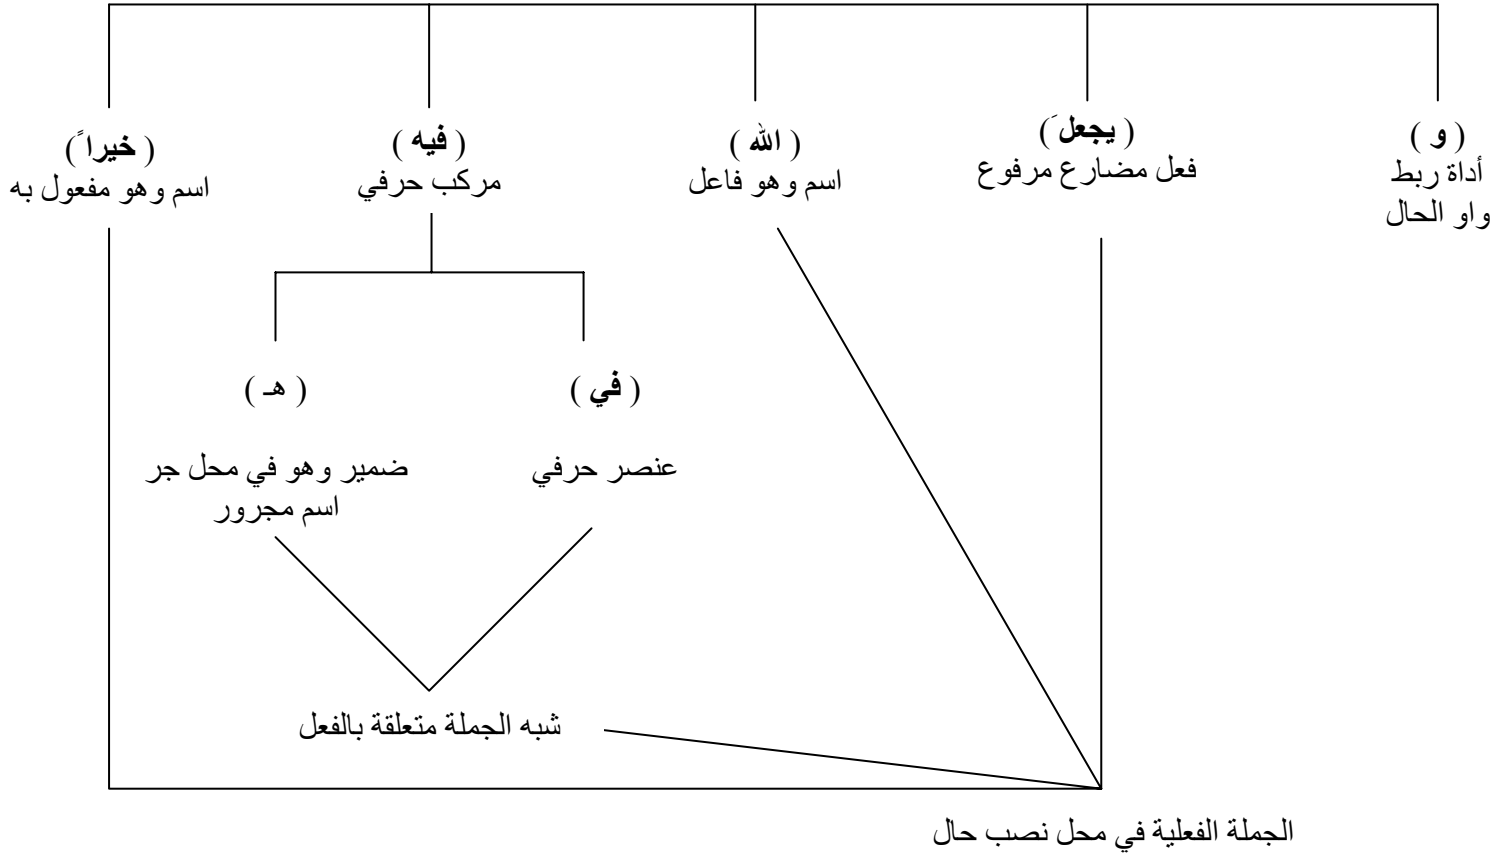 ( و )
أداة ربط
واو الحال
( يجعلَ )
فعل مضارع مرفوع
( الله )
اسم وهو فاعل
( فيه )
مركب حرفي
( خيراً )
اسم وهو مفعول به
( في )
عنصر حرفي
( هـ )
ضمير وهو في محل جر
اسم مجرور
شبه الجملة متعلقة بالفعل
الجملة الفعلية في محل نصب حال